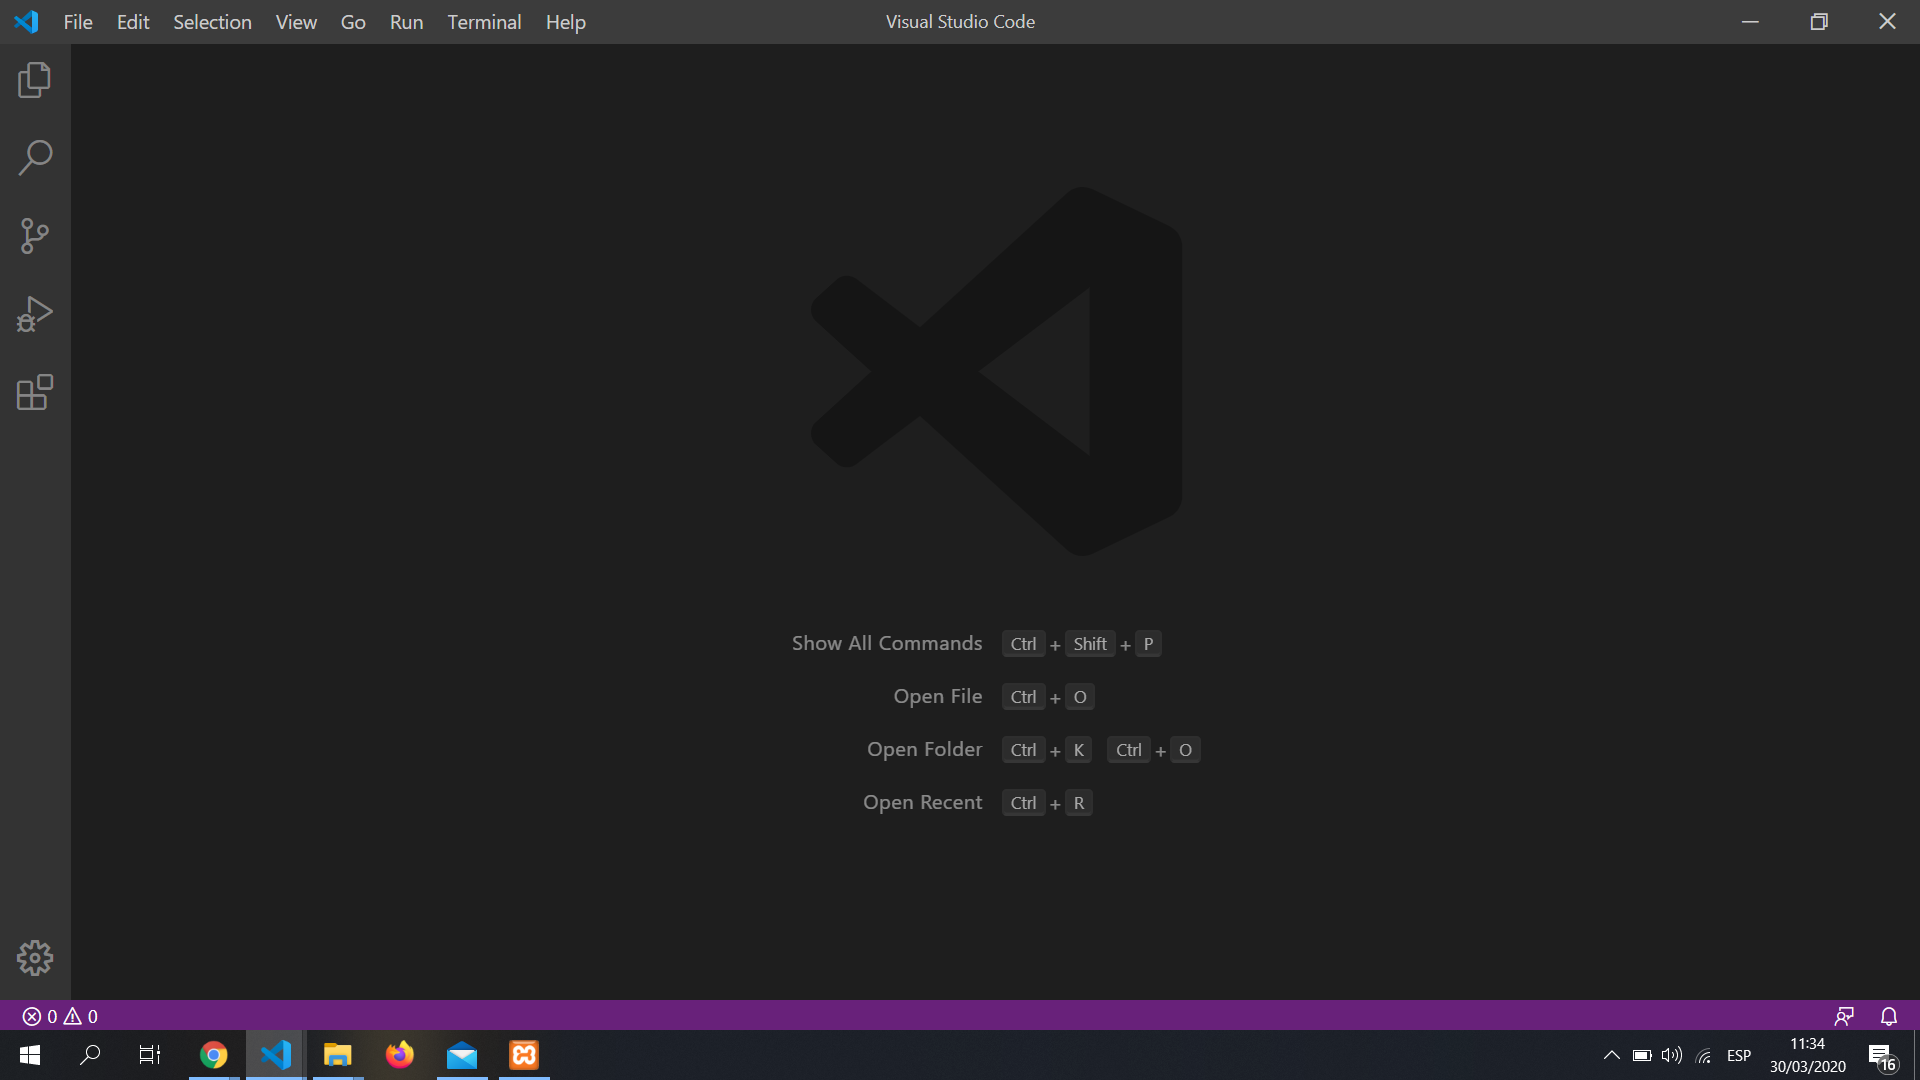 File Edit Selection View Go Run Terminal Help Visual Studio Code
Show All Commands Ctrl + Shift + P
Open File Ctrl + O
Open Folder Ctrl + K Ctrl + O
Open Recent Ctrl + R
0 0
ESP
11:34
30/03/2020
16